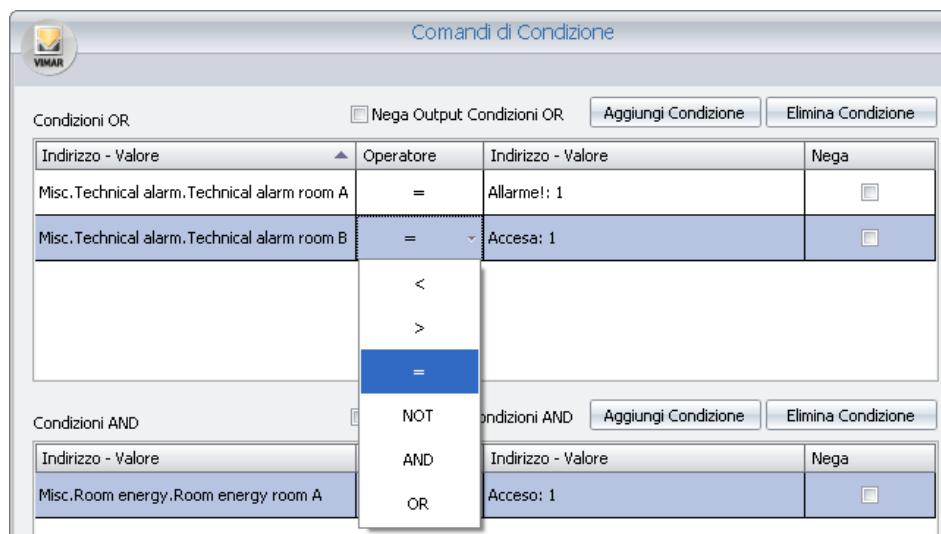 Comandi di Condizione
VIMAR
Condizioni OR Nega Output Condizioni OR Aggiungi Condizione Elimina Condizione
Indirizzo - Valore Operatore Indirizzo - Valore Nega
Misc.Technical alarm.Technical alarm room A = Allarme!: 1
Misc.Technical alarm.Technical alarm room B = Accesa: 1
<
>
=
NOT
Condizioni AND ondizioni AND Aggiungi Condizione Elimina Condizione
Indirizzo - Valore AND Indirizzo - Valore Nega
Misc.Room energy.Room energy room A Acceso: 1
OR